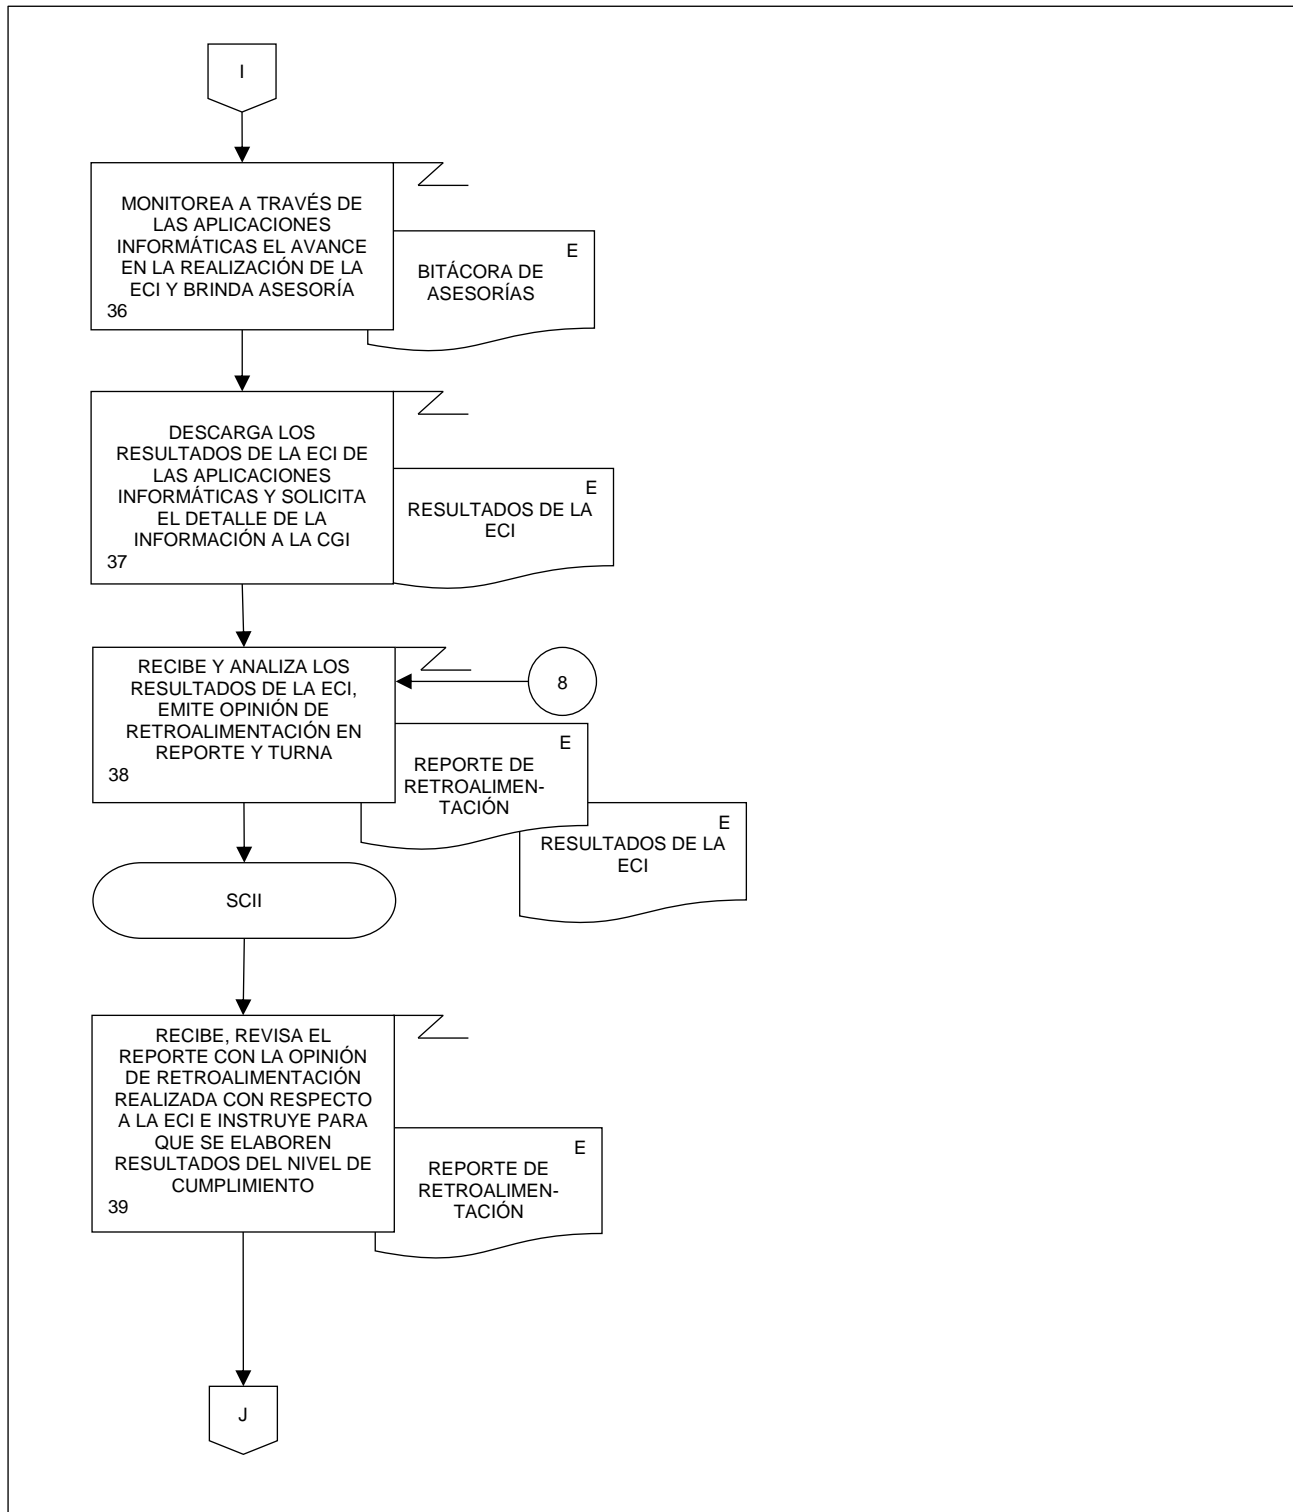 I
MONITOREA A TRAVÉS DE
LAS APLICACIONES
INFORMÁTICAS EL AVANCE
EN LA REALIZACIÓN DE LA
ECI Y BRINDA ASESORÍA
36
E
BITÁCORA DE
ASESORÍAS
DESCARGA LOS
RESULTADOS DE LA ECI DE
LAS APLICACIONES
INFORMÁTICAS Y SOLICITA
EL DETALLE DE LA
INFORMACIÓN A LA CGI
37
E
RESULTADOS DE LA
ECI
RECIBE Y ANALIZA LOS
RESULTADOS DE LA ECI,
EMITE OPINIÓN DE
RETROALIMENTACIÓN EN
REPORTE Y TURNA
38
8
E
REPORTE DE
RETROALIMEN-
TACIÓN
E
RESULTADOS DE LA
ECI
SCII
RECIBE, REVISA EL
REPORTE CON LA OPINIÓN
DE RETROALIMENTACIÓN
REALIZADA CON RESPECTO
A LA ECI E INSTRUYE PARA
QUE SE ELABOREN
RESULTADOS DEL NIVEL DE
CUMPLIMIENTO
39
E
REPORTE DE
RETROALIMEN-
TACIÓN
J